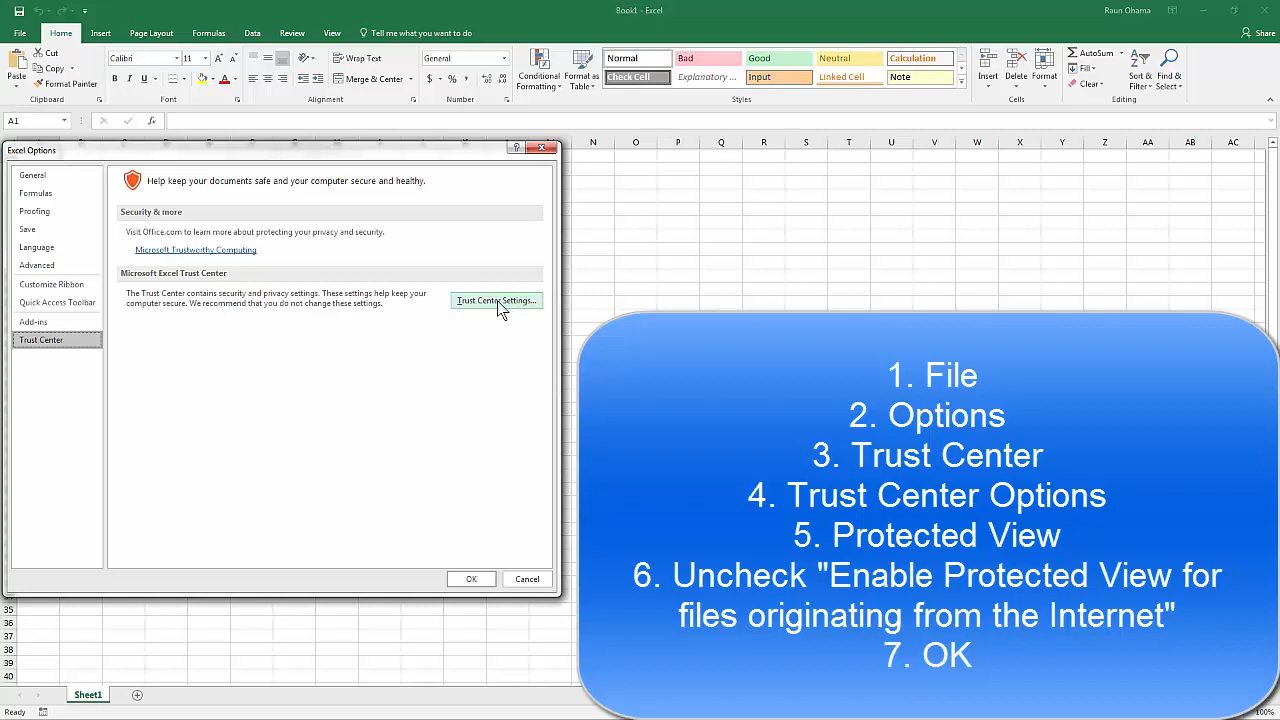 Book1 - Excel
Raun Ohama
File Home Insert Page Layout Formulas Data Review View Tell me what you want to do Share
Paste
Cut
Copy
Format Painter
Clipboard
Calibri 11
B I U
Font
Wrap Text
Merge & Center
Alignment
General
$ % ,
Number
Conditional Formatting
Format as Table
Normal Bad Good Neutral Calculation
Check Cell Explanatory ... Input Linked Cell Note
Styles
Insert Delete Format
Cells
AutoSum
Fill
Clear
Sort & Filter
Find & Select
Editing
A1
fx
N O P Q R S T U V W X Y Z AA AB AC
Excel Options
General
Formulas
Proofing
Save
Language
Advanced
Customize Ribbon
Quick Access Toolbar
Add-ins
Trust Center
Help keep your documents safe and your computer secure and healthy.
Security & more
Visit Office.com to learn more about protecting your privacy and security.
Microsoft Trustworthy Computing
Microsoft Excel Trust Center
The Trust Center contains security and privacy settings. These settings help keep your
computer secure. We recommend that you do not change these settings.
Trust Center Settings...
OK Cancel
1. File
2. Options
3. Trust Center
4. Trust Center Options
5. Protected View
6. Uncheck "Enable Protected View for
files originating from the Internet"
7. OK
35
36
37
38
39
40
Sheet1
Ready
100%